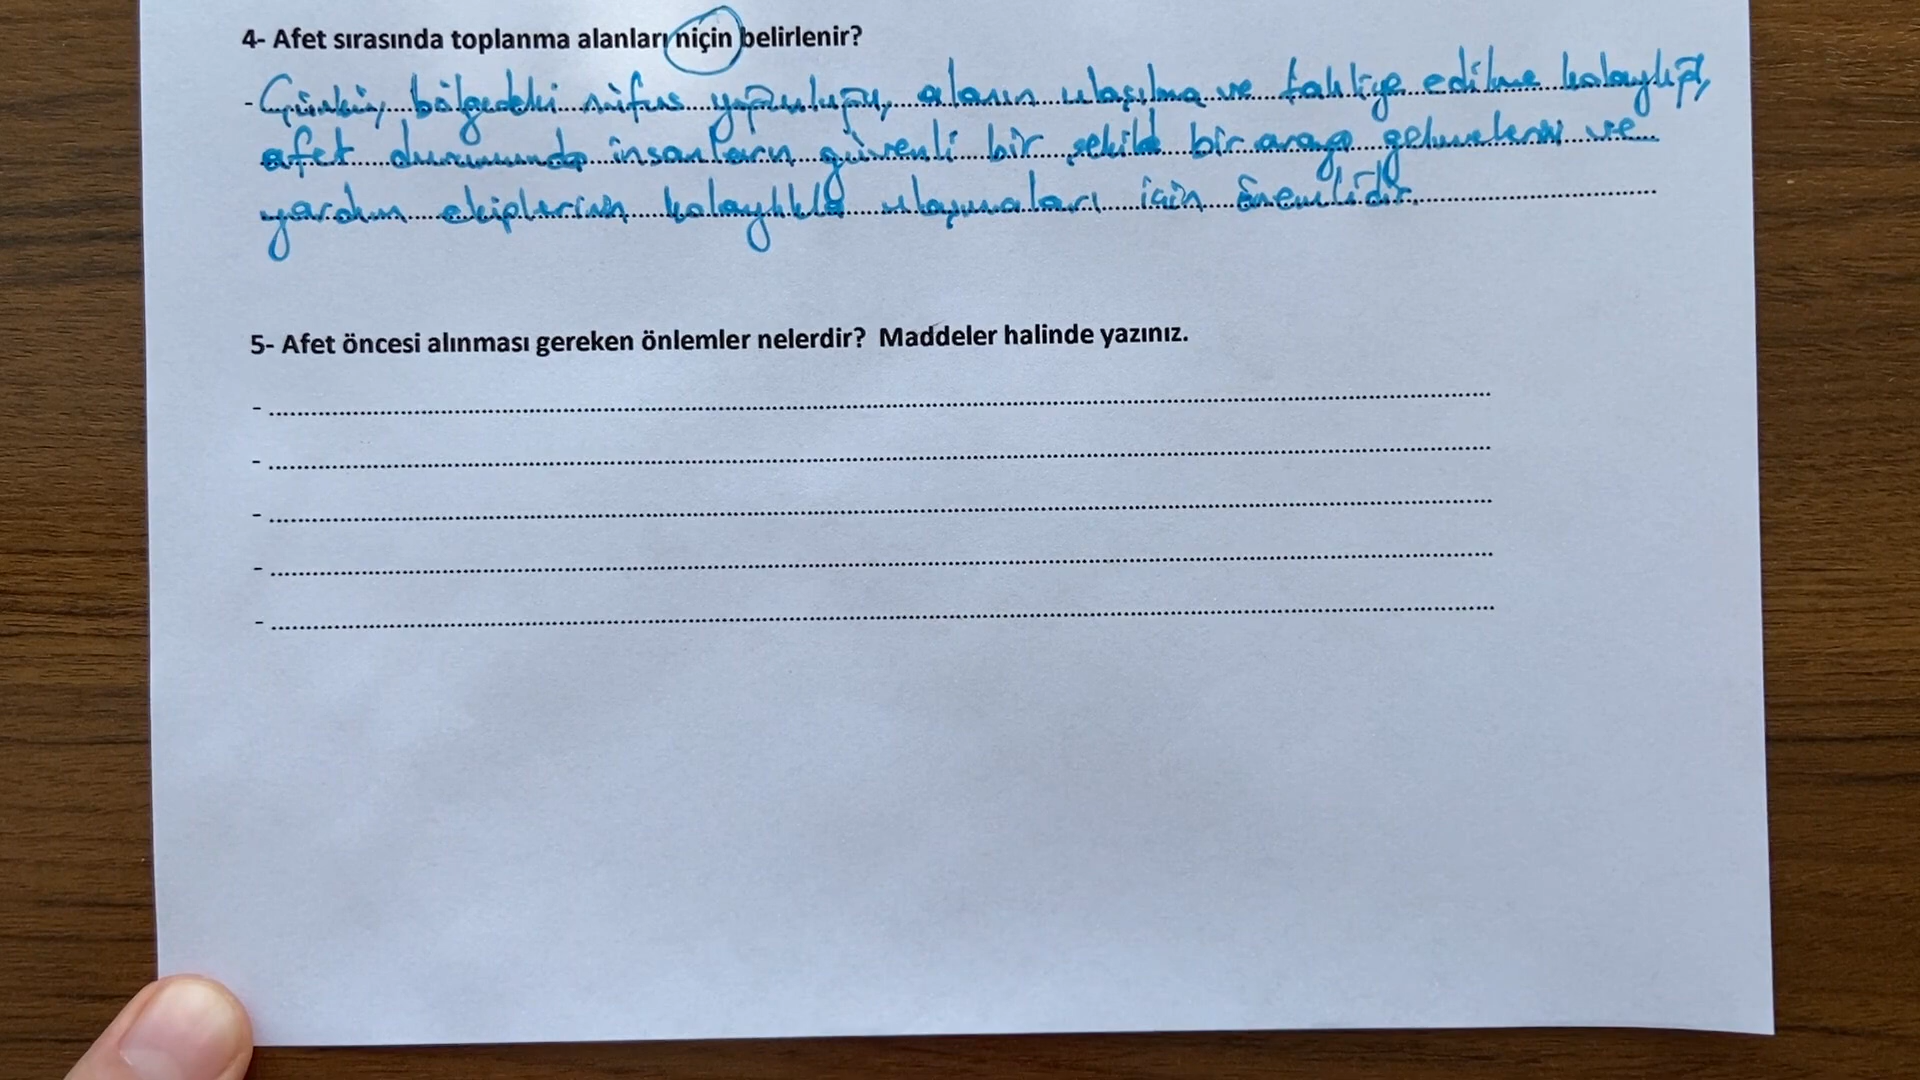 4- Afet sırasında toplanma alanları niçin belirlenir?
- Çünkü, bölgedeki nüfus yoğunluğu, alanın ulaşılma ve tahliye edilme kolaylığı,
afet durumunda insanların güvenli bir şekilde bir araya gelmeleri ve
yardım ekiplerinin kolaylıkla ulaşmaları için önemlidir.
5- Afet öncesi alınması gereken önlemler nelerdir? Maddeler halinde yazınız.
-
-
-
-
-